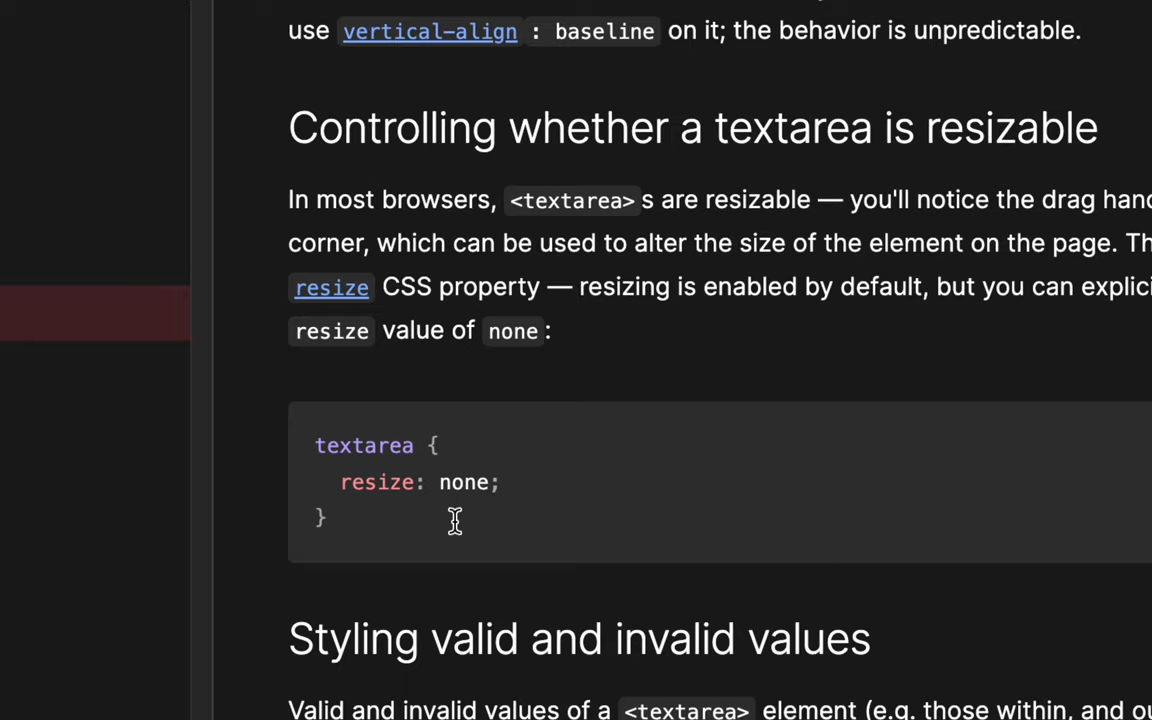 use vertical-align : baseline on it; the behavior is unpredictable.
Controlling whether a textarea is resizable
In most browsers, <textarea>s are resizable — you'll notice the drag
corner, which can be used to alter the size of the element on the page.
resize CSS property — resizing is enabled by default, but you can
resize value of none:
textarea {
resize: none;
}
Styling valid and invalid values
Valid and invalid values of a <textarea> element (e.g. those within, and